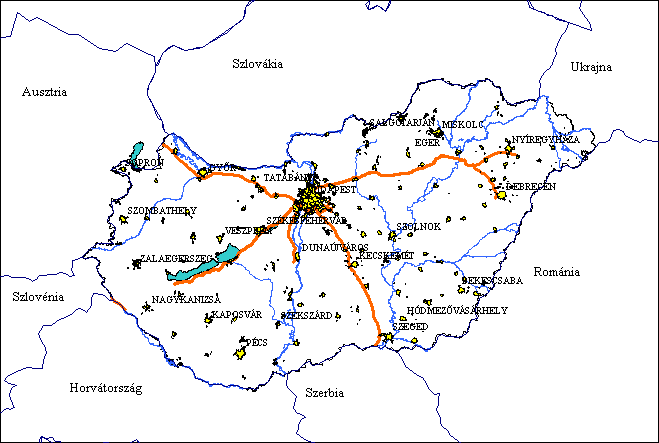 Szlovákia
Ukrajna
Ausztria
SALGÓTARJÁN
MISKOLC
EGER
NYÍREGYHÁZA
SOPRON
GYŐR
TATABÁNYA
BUDAPEST
DEBRECEN
SZOMBATHELY
SZÉKESFEHÉRVÁR
VESZPRÉM
SZOLNOK
DUNAÚJVÁROS
KECSKEMÉT
ZALAEGERSZEG
KAPOSVÁR
Románia
BÉKÉSCSABA
Szlovénia
NAGYKANIZSA
HÓDMEZŐVÁSÁRHELY
KAPOSVÁR
SZEKSZÁRD
SZEGED
PÉCS
Horvátország
Szerbia